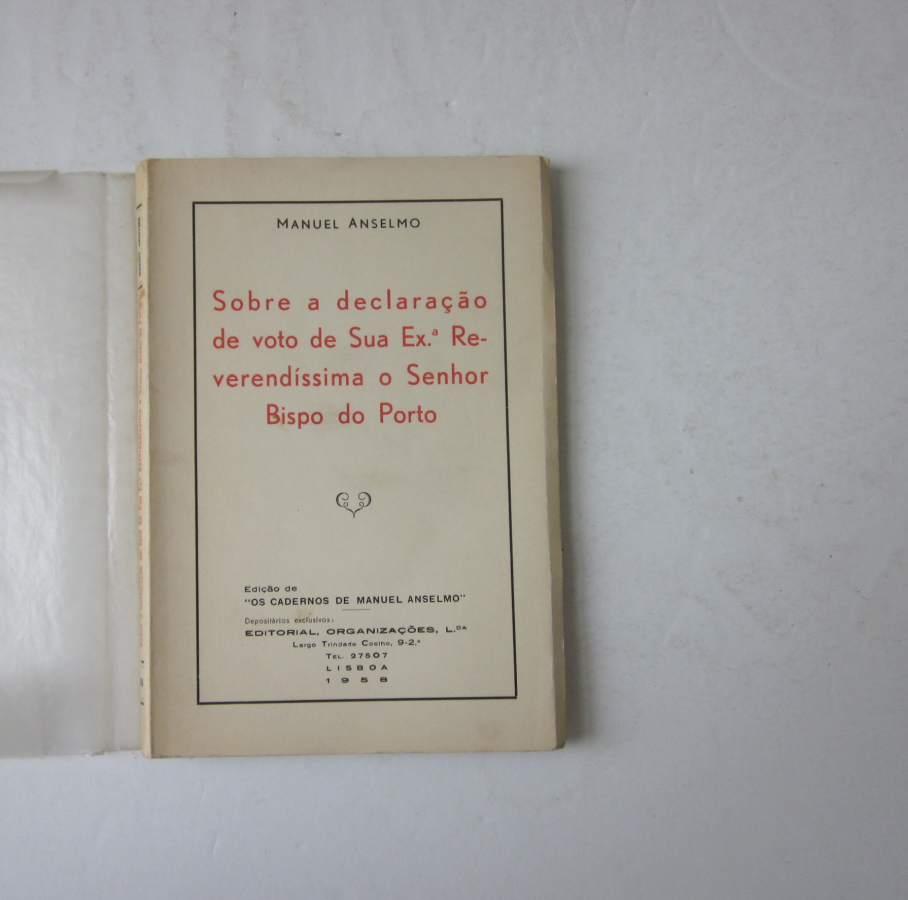 MANUEL ANSELMO
Sobre a declaração
de voto de Sua Ex.ª Re-
verendíssima o Senhor
Bispo do Porto
Edição de
"OS CADERNOS DE MANUEL ANSELMO"
Depositários exclusivos:
EDITORIAL, ORGANIZAÇÕES, L.DA
Largo Trindade Coelho, 9-2.º
TEL. 27507
LISBOA
1958